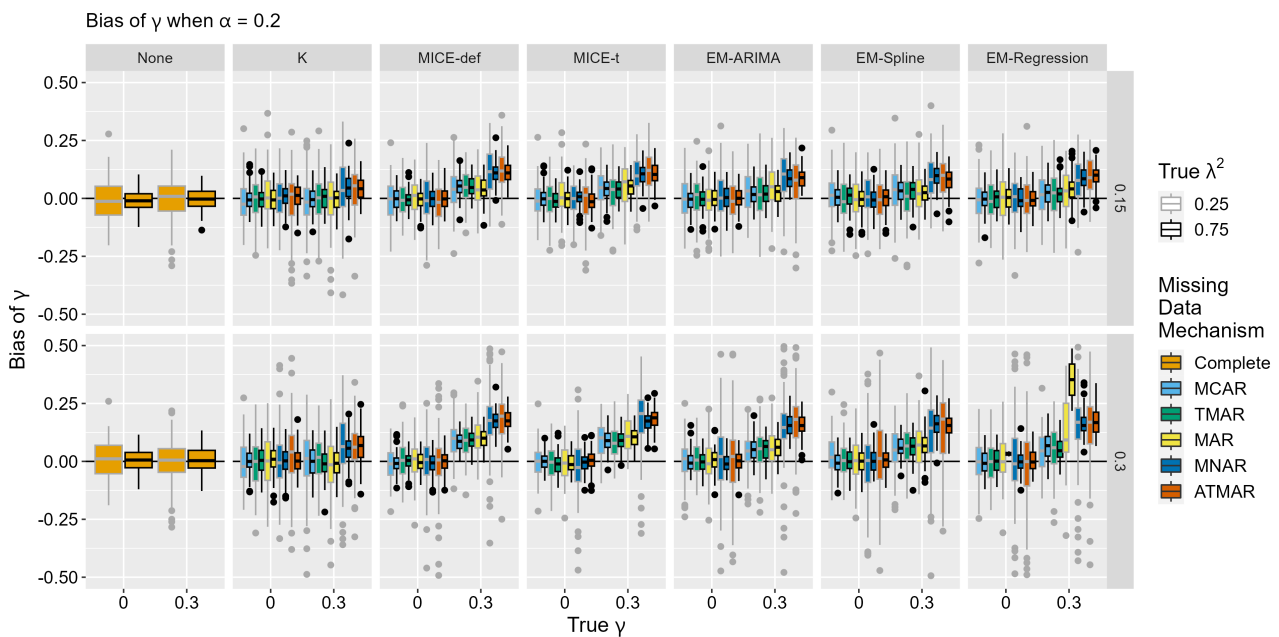 Bias of γ when α = 0.2
None K MICE-def MICE-t EM-ARIMA EM-Spline EM-Regression
0.50
0.25
0.00
-0.25
-0.50
0.15
0.50
0.25
0.00
-0.25
-0.50
0.3
Bias of γ
0 0.3 0 0.3 0 0.3 0 0.3 0 0.3 0 0.3 0 0.3
True γ
True λ²
0.25
0.75
Missing
Data
Mechanism
Complete
MCAR
TMAR
MAR
MNAR
ATMAR